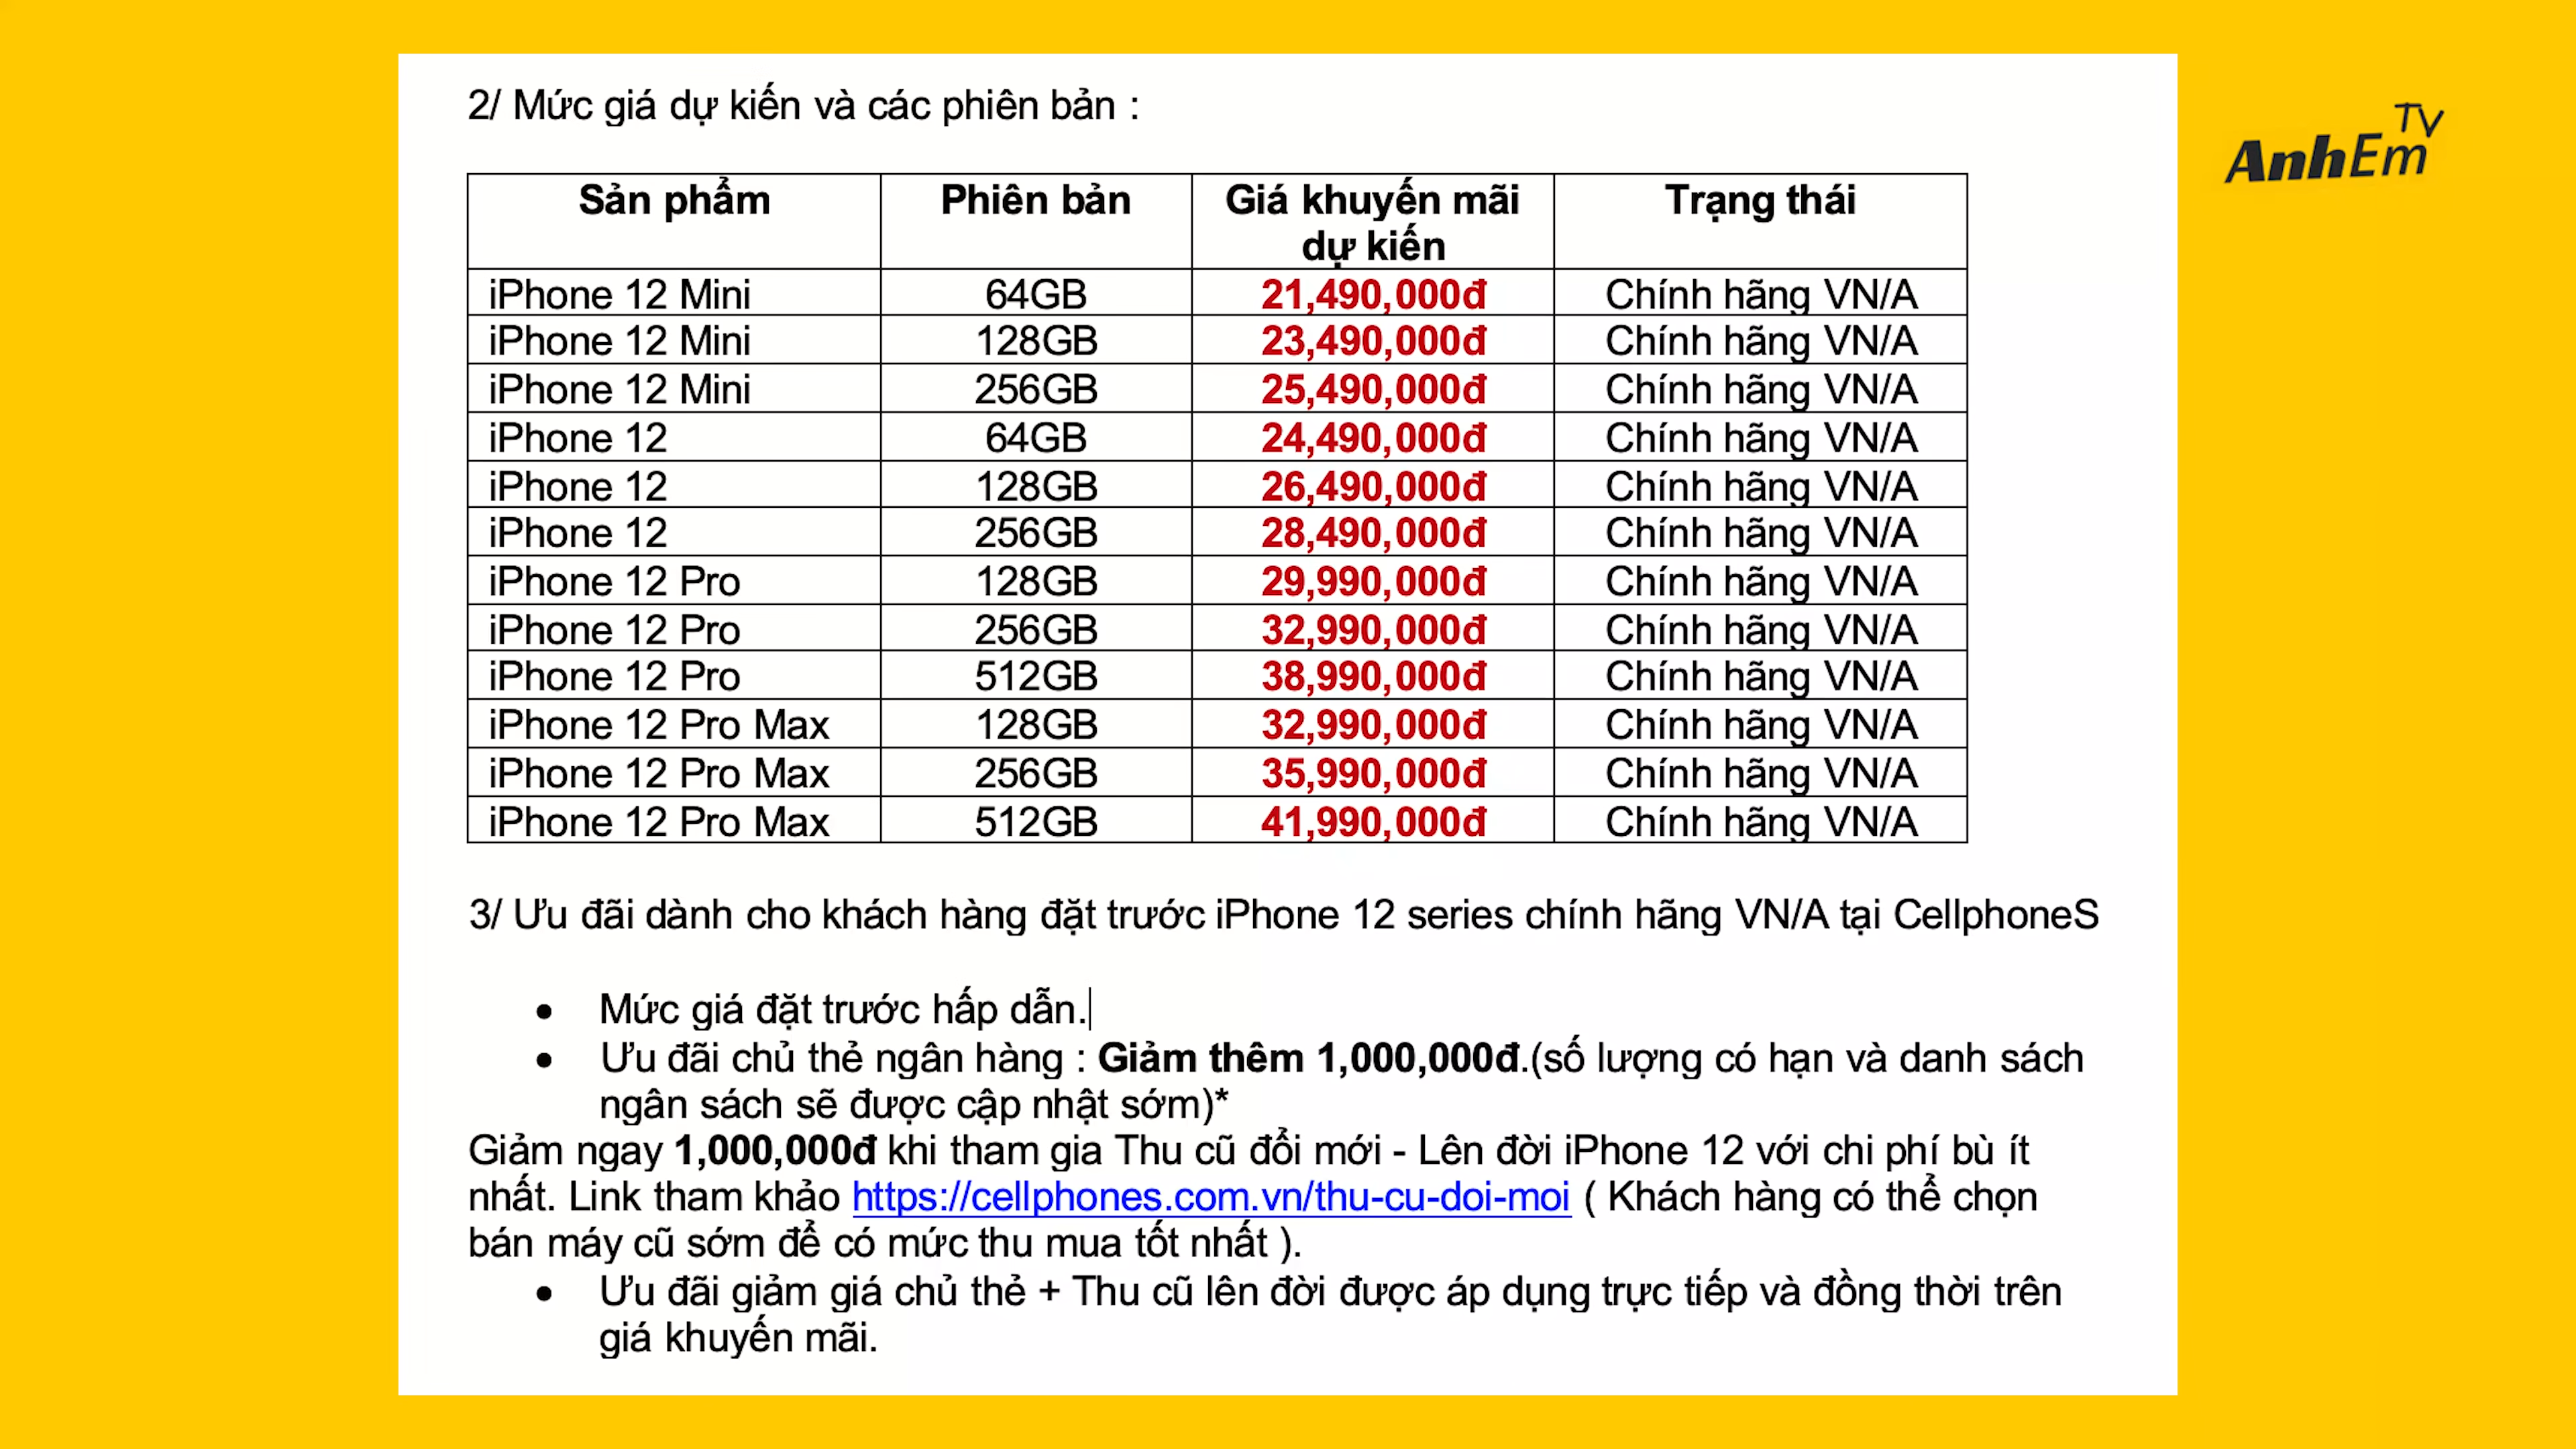 2/ Mức giá dự kiến và các phiên bản :
AnhEm TV
Sản phẩm Phiên bản Giá khuyến mãi dự kiến Trạng thái
iPhone 12 Mini 64GB 21,490,000đ Chính hãng VN/A
iPhone 12 Mini 128GB 23,490,000đ Chính hãng VN/A
iPhone 12 Mini 256GB 25,490,000đ Chính hãng VN/A
iPhone 12 64GB 24,490,000đ Chính hãng VN/A
iPhone 12 128GB 26,490,000đ Chính hãng VN/A
iPhone 12 256GB 28,490,000đ Chính hãng VN/A
iPhone 12 Pro 128GB 29,990,000đ Chính hãng VN/A
iPhone 12 Pro 256GB 32,990,000đ Chính hãng VN/A
iPhone 12 Pro 512GB 38,990,000đ Chính hãng VN/A
iPhone 12 Pro Max 128GB 32,990,000đ Chính hãng VN/A
iPhone 12 Pro Max 256GB 35,990,000đ Chính hãng VN/A
iPhone 12 Pro Max 512GB 41,990,000đ Chính hãng VN/A
3/ Ưu đãi dành cho khách hàng đặt trước iPhone 12 series chính hãng VN/A tại CellphoneS
• Mức giá đặt trước hấp dẫn.
• Ưu đãi chủ thẻ ngân hàng : Giảm thêm 1,000,000đ.(số lượng có hạn và danh sách
ngân sách sẽ được cập nhật sớm)*
Giảm ngay 1,000,000đ khi tham gia Thu cũ đổi mới - Lên đời iPhone 12 với chi phí bù ít
nhất. Link tham khảo https://cellphones.com.vn/thu-cu-doi-moi ( Khách hàng có thể chọn
bán máy cũ sớm để có mức thu mua tốt nhất ).
• Ưu đãi giảm giá chủ thẻ + Thu cũ lên đời được áp dụng trực tiếp và đồng thời trên
giá khuyến mãi.